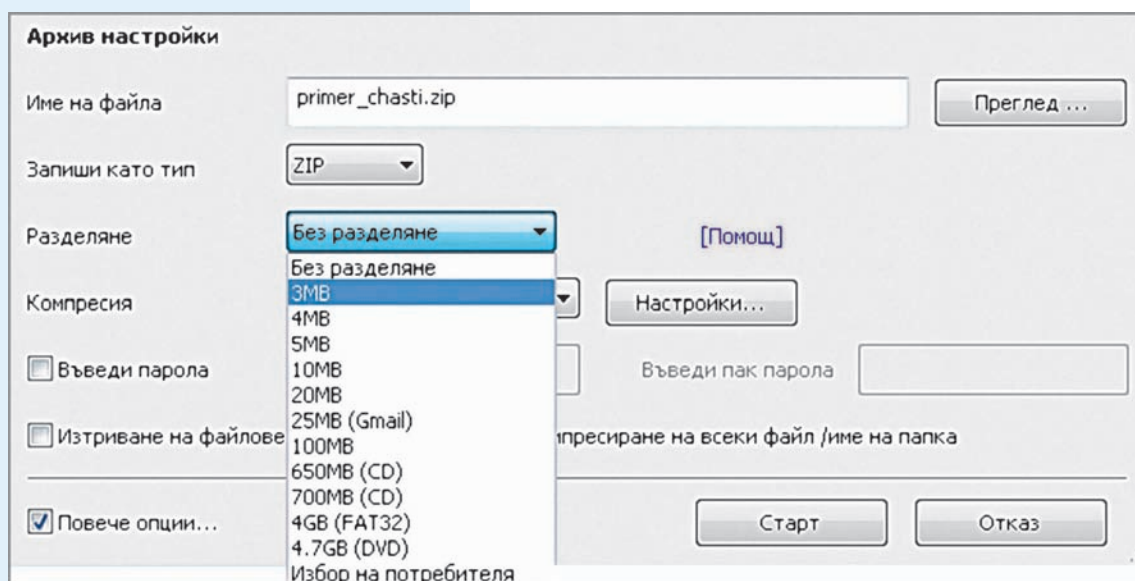 Архив настройки
Име на файла primer_chasti.zip Преглед ...
Запиши като тип ZIP
Разделяне Без разделяне [Помощ]
Без разделяне
Компресия 3MB Настройки...
4MB
5MB
Въведи парола 10MB Въведи пак парола
20MB
25MB (Gmail)
Изтриване на файлове 100MB на всеки файл /име на папка
650MB (CD)
700MB (CD)
Повече опции... 4GB (FAT32) Старт Отказ
4.7GB (DVD)
Избор на потребителя